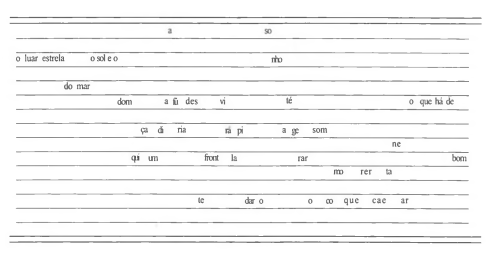 a so
o luar estrela o sol e o nho
do mar
dom a fú des vi té o que há de
ça di ria rá pi a ge som
ne
qui um front la rar bom
mo rer ta
te dar o o co que cae ar